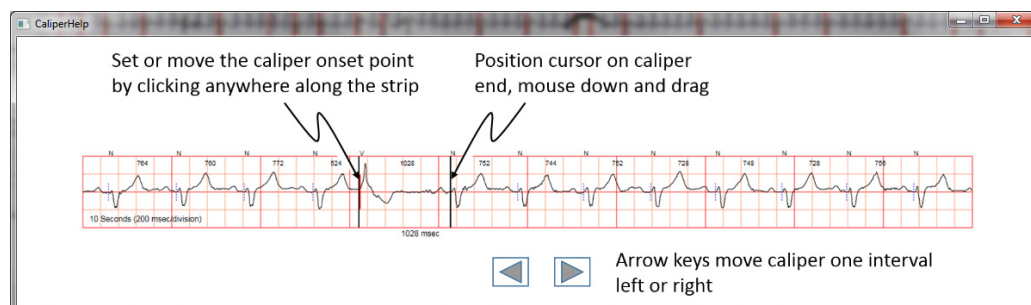 CaliperHelp
Set or move the caliper onset point
by clicking anywhere along the strip
Position cursor on caliper
end, mouse down and drag
N N N N V N N N N N N N
764 760 772 524 1028 752 744 752 728 748 728 756
10 Seconds (200 msec/division)
1028 msec
Arrow keys move caliper one interval
left or right